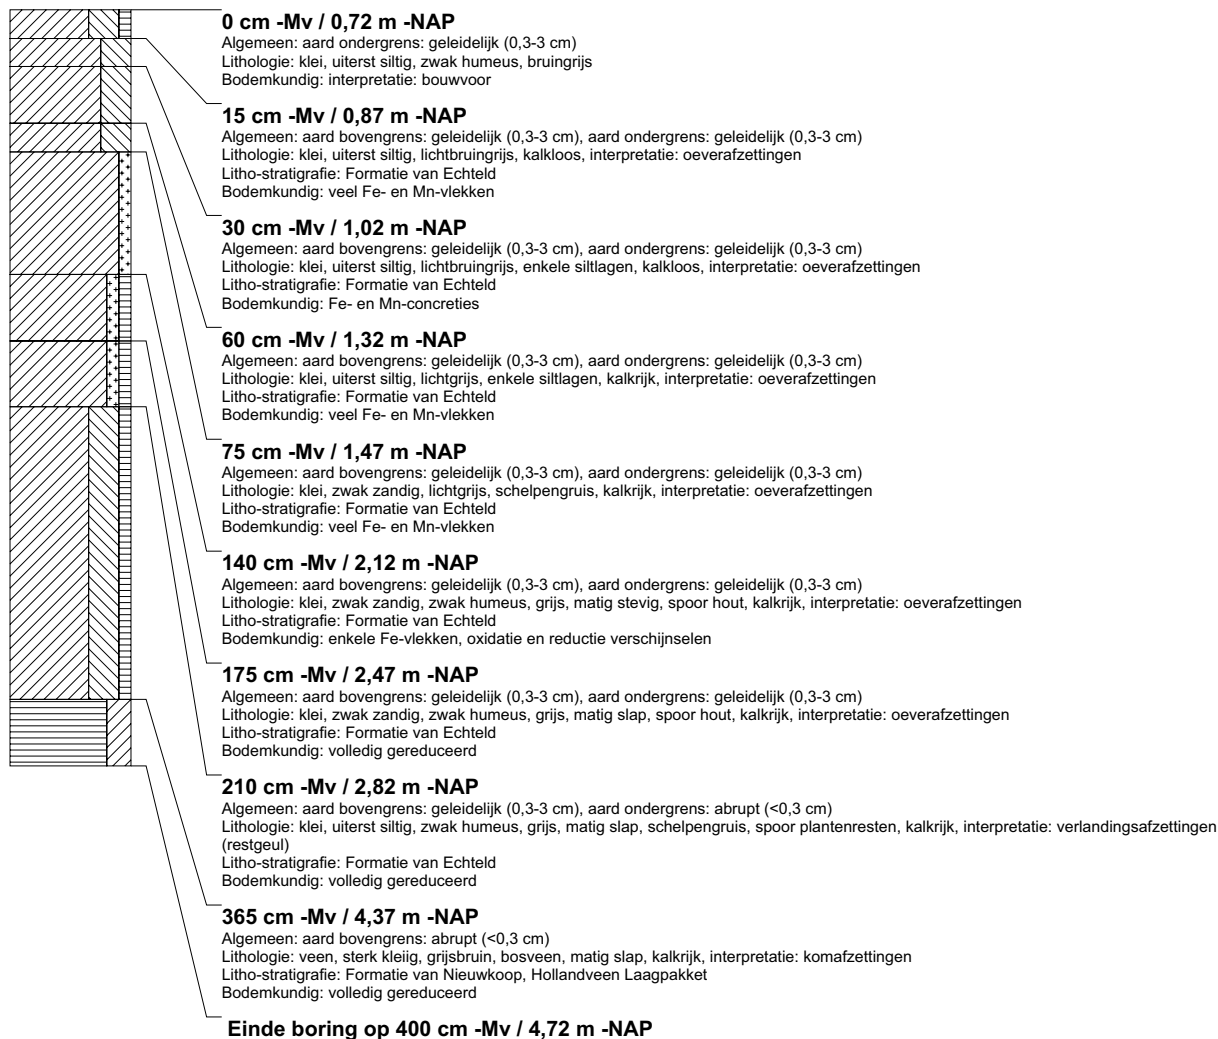 0 cm -Mv / 0,72 m -NAP
Algemeen: aard ondergrens: geleidelijk (0,3-3 cm)
Lithologie: klei, uiterst siltig, zwak humeus, bruingrijs
Bodemkundig: interpretatie: bouwvoor
15 cm -Mv / 0,87 m -NAP
Algemeen: aard bovengrens: geleidelijk (0,3-3 cm), aard ondergrens: geleidelijk (0,3-3 cm)
Lithologie: klei, uiterst siltig, lichtbruingrijs, kalkloos, interpretatie: oeverafzettingen
Litho-stratigrafie: Formatie van Echteld
Bodemkundig: veel Fe- en Mn-vlekken
30 cm -Mv / 1,02 m -NAP
Algemeen: aard bovengrens: geleidelijk (0,3-3 cm), aard ondergrens: geleidelijk (0,3-3 cm)
Lithologie: klei, uiterst siltig, lichtbruingrijs, enkele siltlagen, kalkloos, interpretatie: oeverafzettingen
Litho-stratigrafie: Formatie van Echteld
Bodemkundig: Fe- en Mn-concreties
60 cm -Mv / 1,32 m -NAP
Algemeen: aard bovengrens: geleidelijk (0,3-3 cm), aard ondergrens: geleidelijk (0,3-3 cm)
Lithologie: klei, uiterst siltig, lichtgrijs, enkele siltlagen, kalkrijk, interpretatie: oeverafzettingen
Litho-stratigrafie: Formatie van Echteld
Bodemkundig: veel Fe- en Mn-vlekken
75 cm -Mv / 1,47 m -NAP
Algemeen: aard bovengrens: geleidelijk (0,3-3 cm), aard ondergrens: geleidelijk (0,3-3 cm)
Lithologie: klei, zwak zandig, lichtgrijs, schelpengruis, kalkrijk, interpretatie: oeverafzettingen
Litho-stratigrafie: Formatie van Echteld
Bodemkundig: veel Fe- en Mn-vlekken
140 cm -Mv / 2,12 m -NAP
Algemeen: aard bovengrens: geleidelijk (0,3-3 cm), aard ondergrens: geleidelijk (0,3-3 cm)
Lithologie: klei, zwak zandig, zwak humeus, grijs, matig stevig, spoor hout, kalkrijk, interpretatie: oeverafzettingen
Litho-stratigrafie: Formatie van Echteld
Bodemkundig: enkele Fe-vlekken, oxidatie en reductie verschijnselen
175 cm -Mv / 2,47 m -NAP
Algemeen: aard bovengrens: geleidelijk (0,3-3 cm), aard ondergrens: geleidelijk (0,3-3 cm)
Lithologie: klei, zwak zandig, zwak humeus, grijs, matig slap, spoor hout, kalkrijk, interpretatie: oeverafzettingen
Litho-stratigrafie: Formatie van Echteld
Bodemkundig: volledig gereduceerd
210 cm -Mv / 2,82 m -NAP
Algemeen: aard bovengrens: geleidelijk (0,3-3 cm), aard ondergrens: abrupt (<0,3 cm)
Lithologie: klei, uiterst siltig, zwak humeus, grijs, matig slap, schelpengruis, spoor plantenresten, kalkrijk, interpretatie: verlandingsafzettingen
(restgeul)
Litho-stratigrafie: Formatie van Echteld
Bodemkundig: volledig gereduceerd
365 cm -Mv / 4,37 m -NAP
Algemeen: aard bovengrens: abrupt (<0,3 cm)
Lithologie: veen, sterk kleiig, grijsbruin, bosveen, matig slap, kalkrijk, interpretatie: komafzettingen
Litho-stratigrafie: Formatie van Nieuwkoop, Hollandveen Laagpakket
Bodemkundig: volledig gereduceerd
Einde boring op 400 cm -Mv / 4,72 m -NAP